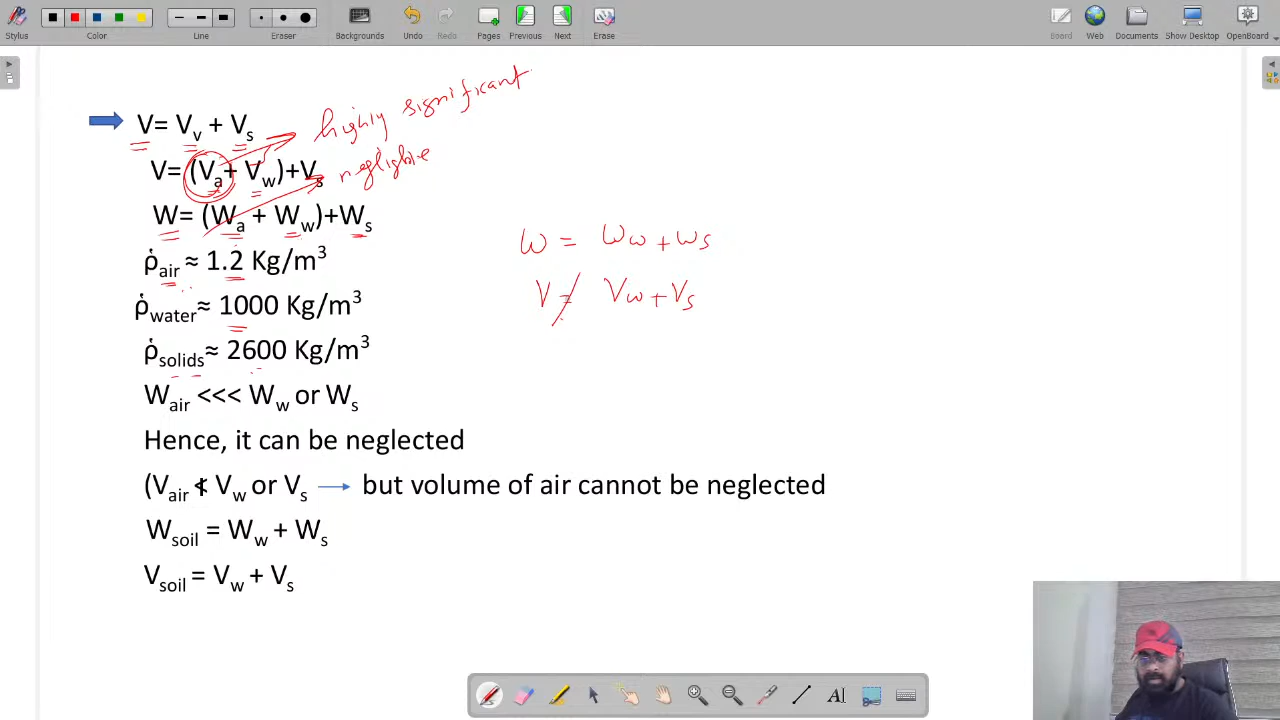 Stylus Color Line Eraser Backgrounds Undo Redo Pages Previous Next Erase Board Web Documents Show Desktop OpenBoard
highly significant
V= Vv + Vs
negligible
V= (Va+ Vw)+Vs
W= (Wa + Ww)+Ws
W = Ww + Ws
ṗair ≈ 1.2 Kg/m³
V = Vw + Vs
ṗwater≈ 1000 Kg/m³
ṗsolids≈ 2600 Kg/m³
Wair <<< Ww or Ws
Hence, it can be neglected
(Vair ≮ Vw or Vs → but volume of air cannot be neglected
Wsoil = Ww + Ws
Vsoil = Vw + Vs